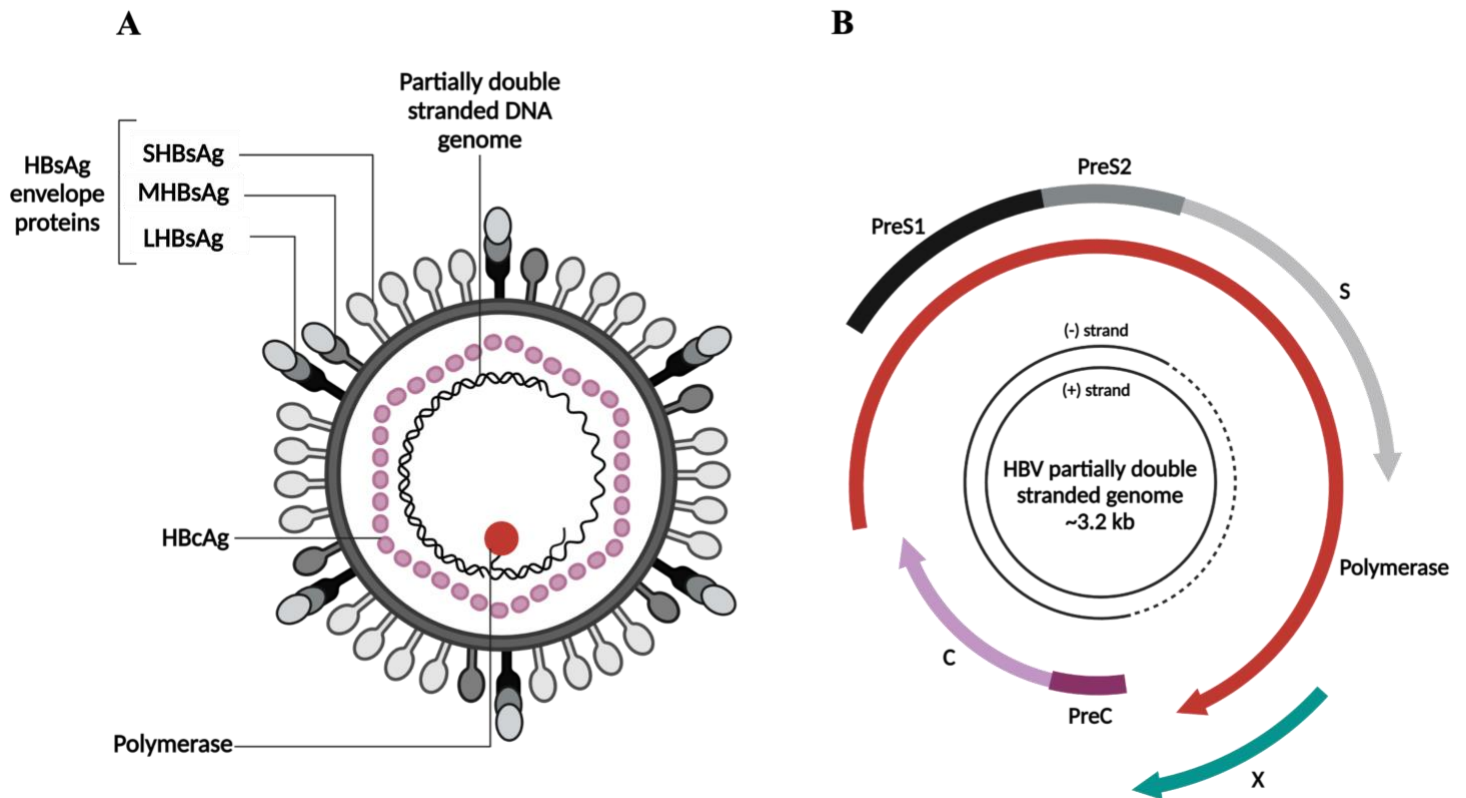 A
Partially double
stranded DNA
genome
HBsAg
envelope
proteins
SHBsAg
MHBsAg
LHBsAg
HBcAg
Polymerase
B
PreS2
PreS1
S
(-) strand
(+) strand
HBV partially double
stranded genome
~3.2 kb
Polymerase
C
PreC
X